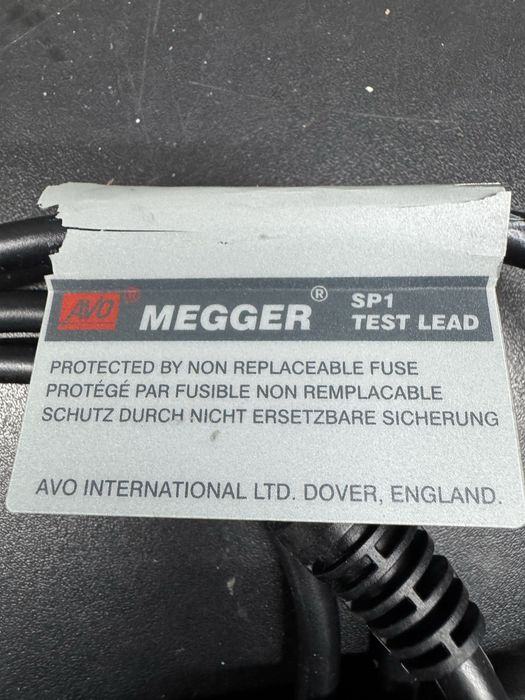 AVO® MEGGER® SP1
TEST LEAD
PROTECTED BY NON REPLACEABLE FUSE
PROTÉGÉ PAR FUSIBLE NON REMPLACABLE
SCHUTZ DURCH NICHT ERSETZBARE SICHERUNG
AVO INTERNATIONAL LTD. DOVER, ENGLAND.